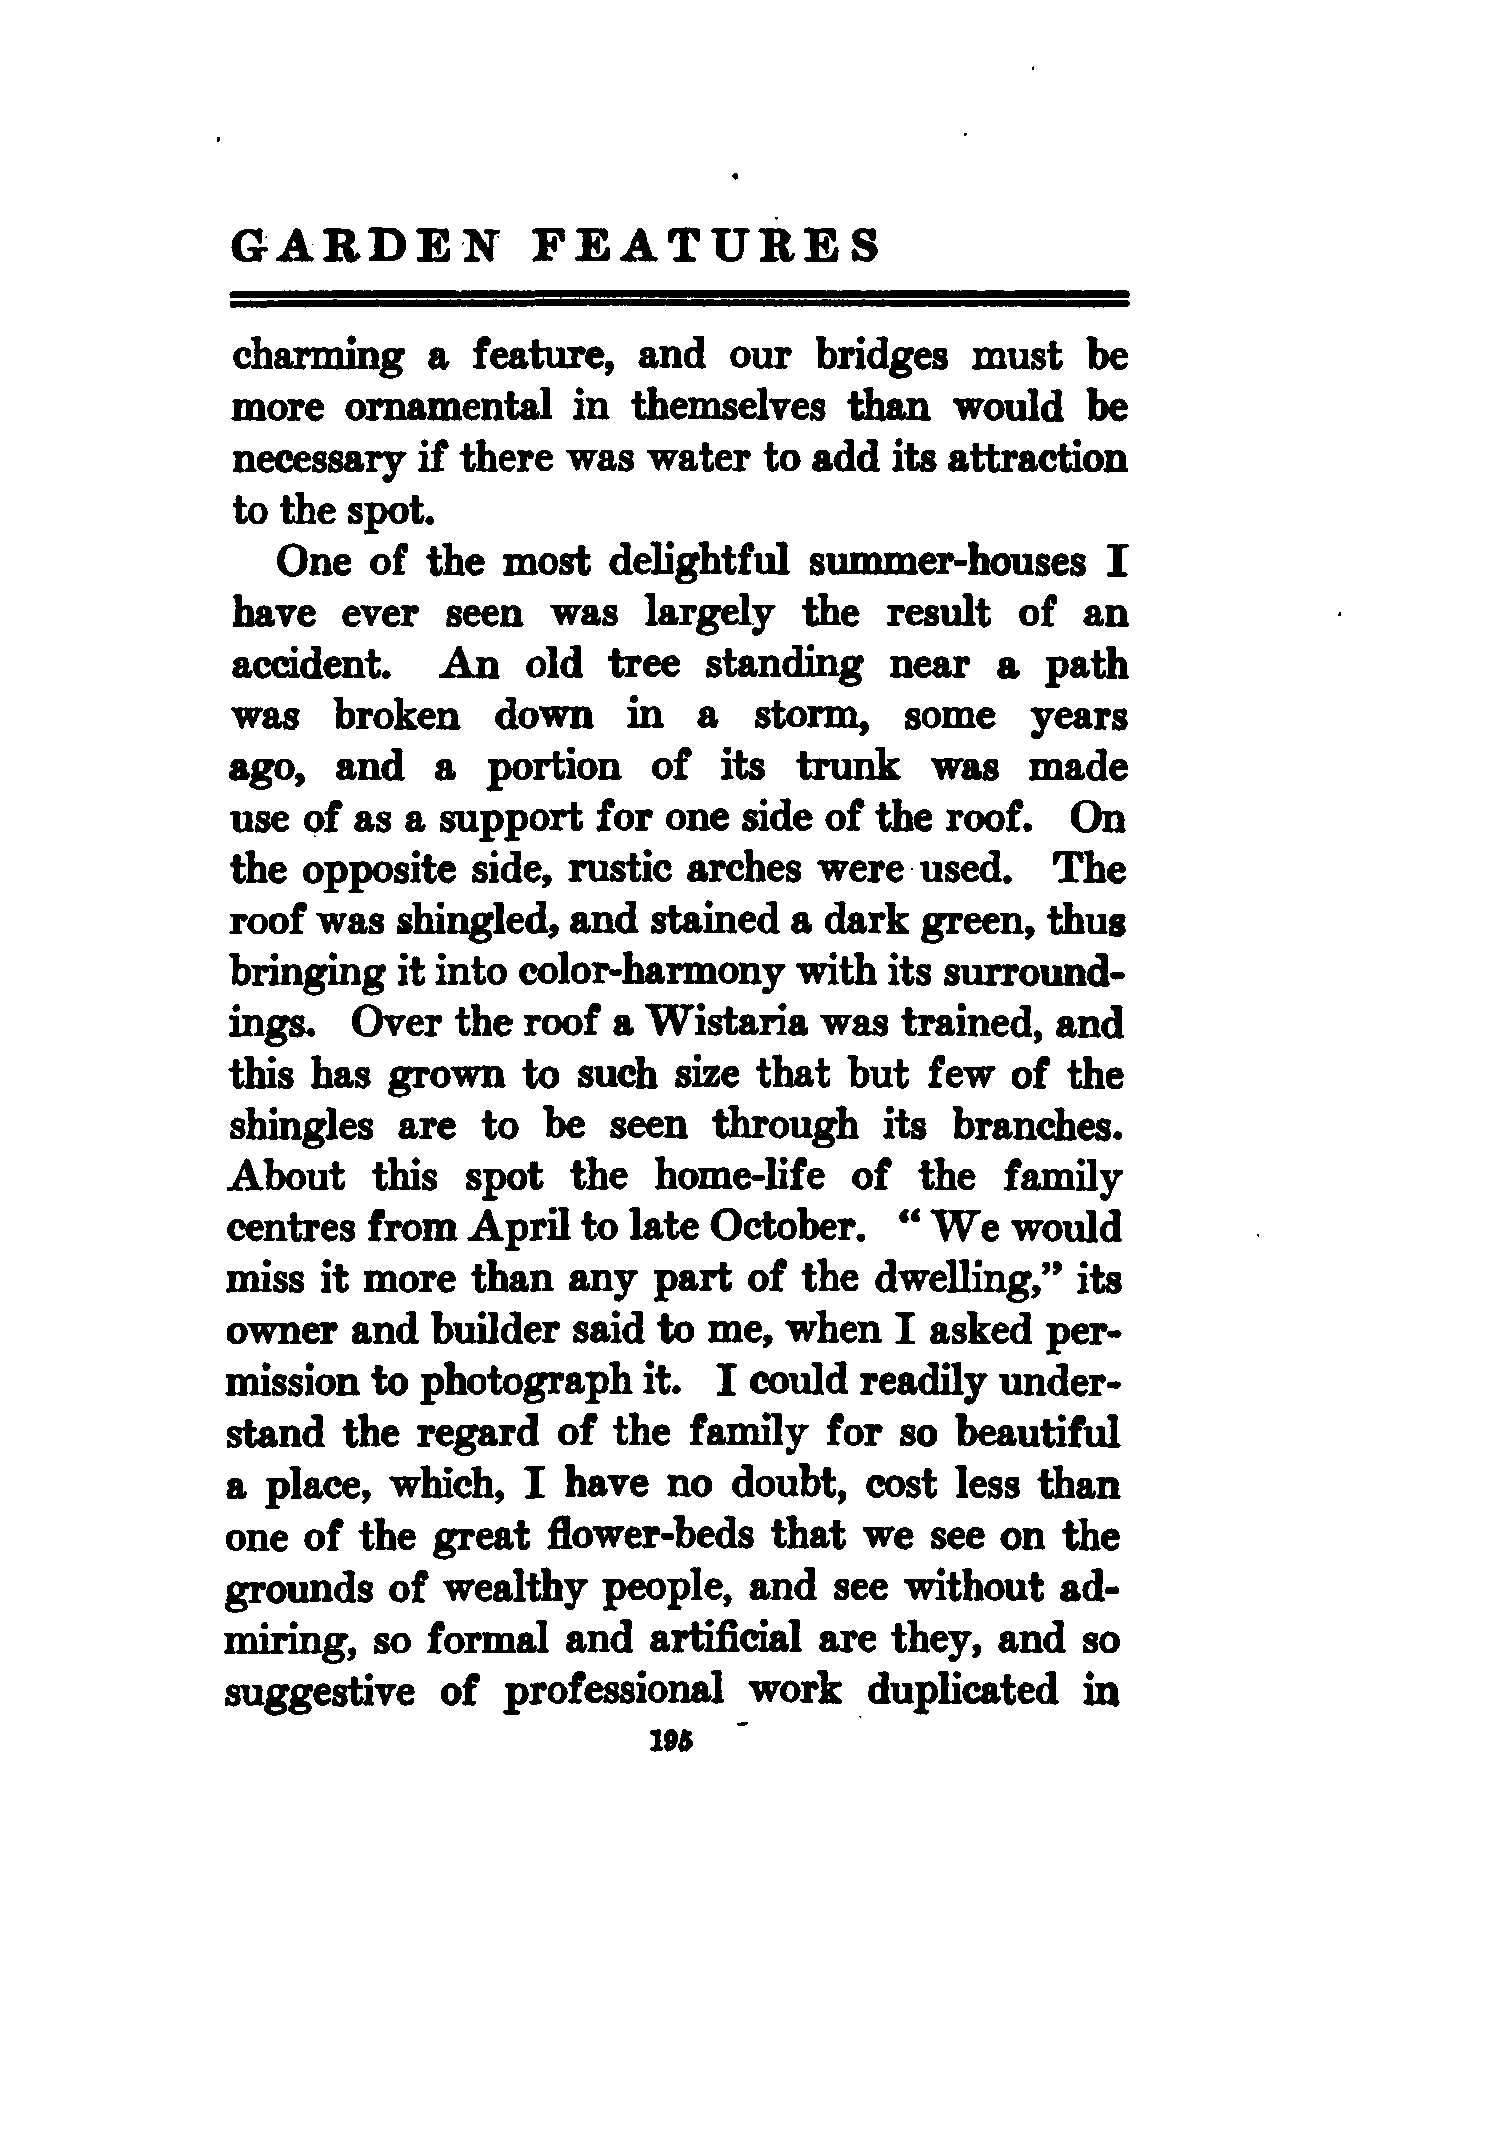 GARDEN FEATURES
charming a feature, and our bridges must be
more ornamental in themselves than would be
necessary if there was water to add its attraction
to the spot.
One of the most delightful summer-houses I
have ever seen was largely the result of an
accident. An old tree standing near a path
was broken down in a storm, some years
ago, and a portion of its trunk was made
use of as a support for one side of the roof. On
the opposite side, rustic arches were used. The
roof was shingled, and stained a dark green, thus
bringing it into color-harmony with its surround-
ings. Over the roof a Wistaria was trained, and
this has grown to such size that but few of the
shingles are to be seen through its branches.
About this spot the home-life of the family
centres from April to late October. “ We would
miss it more than any part of the dwelling,” its
owner and builder said to me, when I asked per-
mission to photograph it. I could readily under-
stand the regard of the family for so beautiful
a place, which, I have no doubt, cost less than
one of the great flower-beds that we see on the
grounds of wealthy people, and see without ad-
miring, so formal and artificial are they, and so
suggestive of professional work duplicated in
195